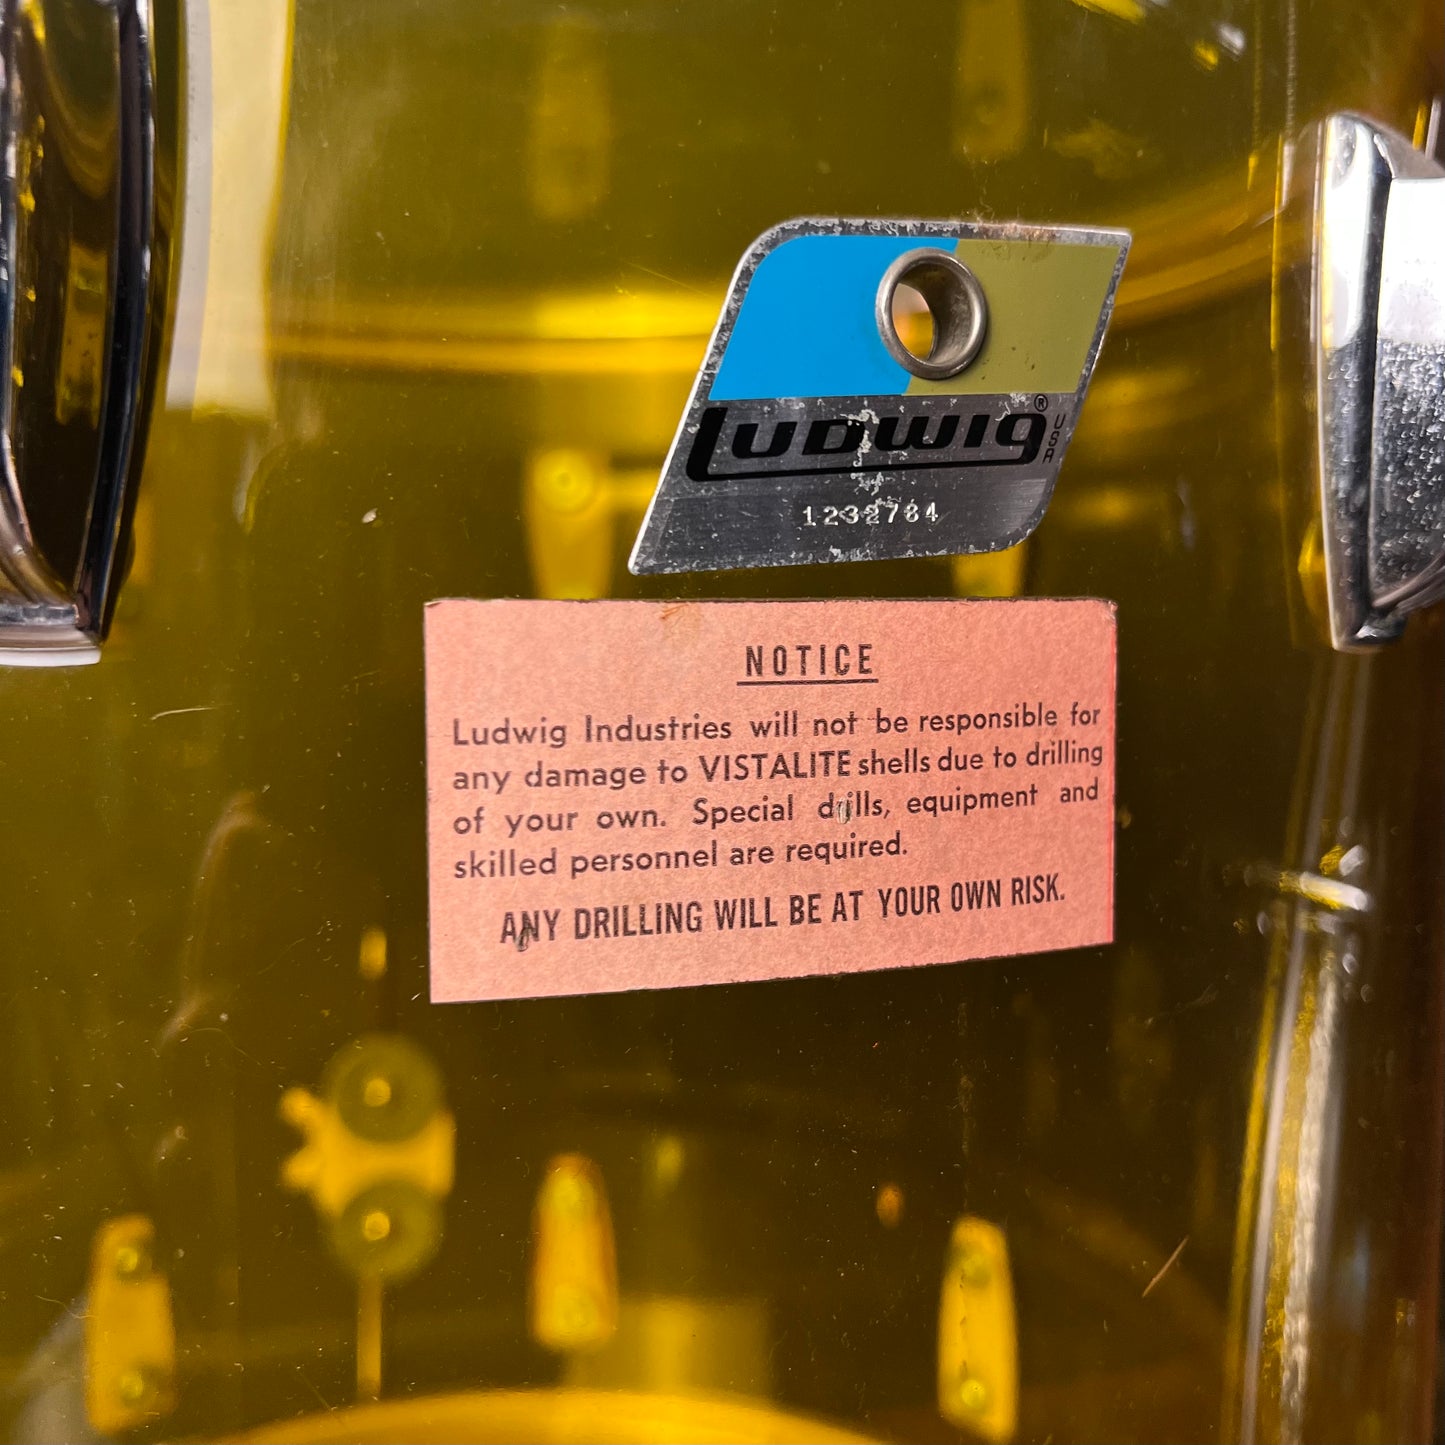 Ludwig®
USA
1232784
NOTICE
Ludwig Industries will not be responsible for
any damage to VISTALITE shells due to drilling
of your own. Special drills, equipment and
skilled personnel are required.
ANY DRILLING WILL BE AT YOUR OWN RISK.